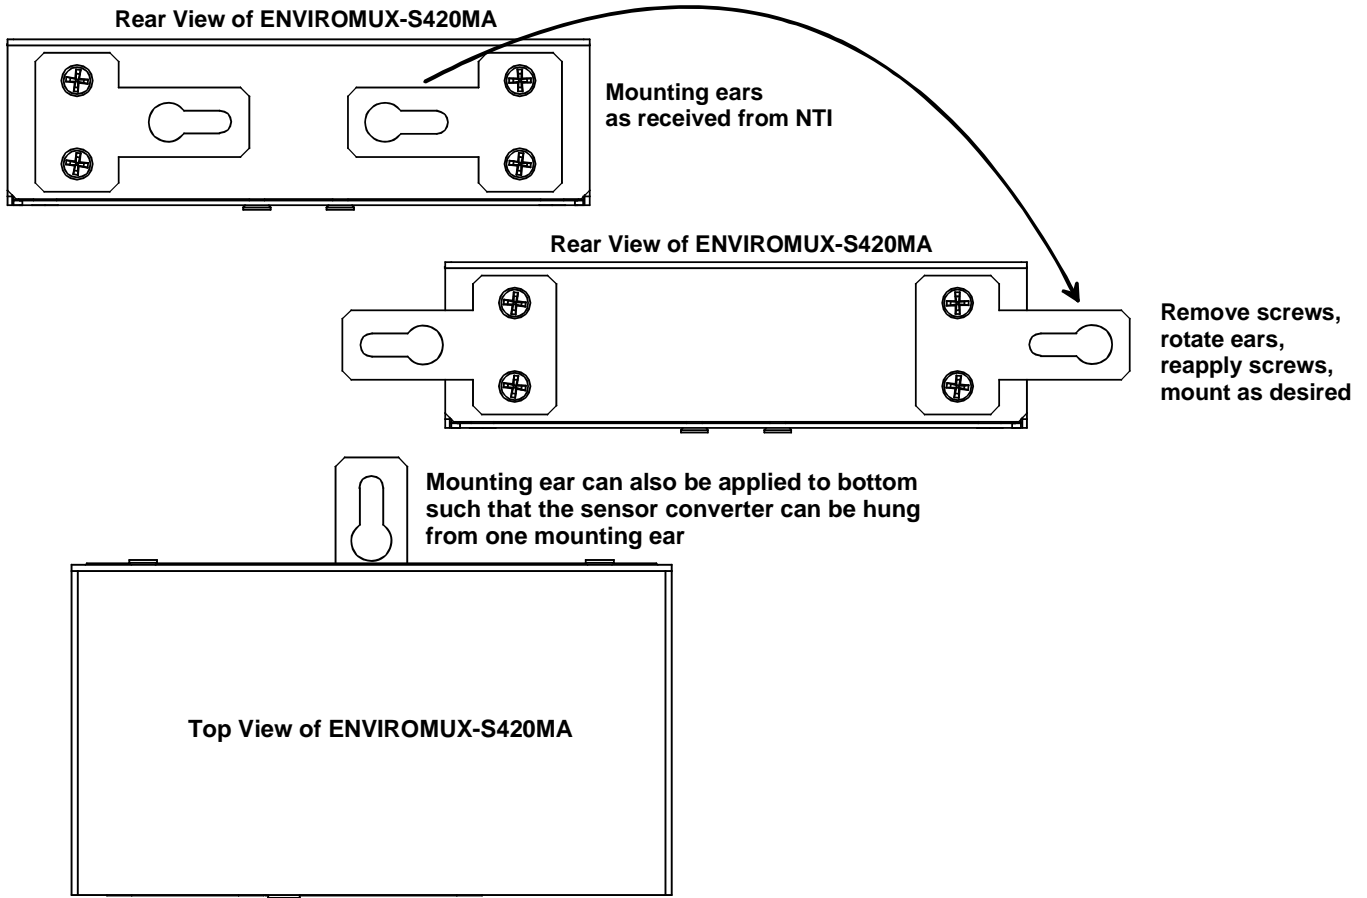 Rear View of ENVIROMUX-S420MA
Mounting ears
as received from NTI
Rear View of ENVIROMUX-S420MA
Remove screws,
rotate ears,
reapply screws,
mount as desired
Mounting ear can also be applied to bottom
such that the sensor converter can be hung
from one mounting ear
Top View of ENVIROMUX-S420MA